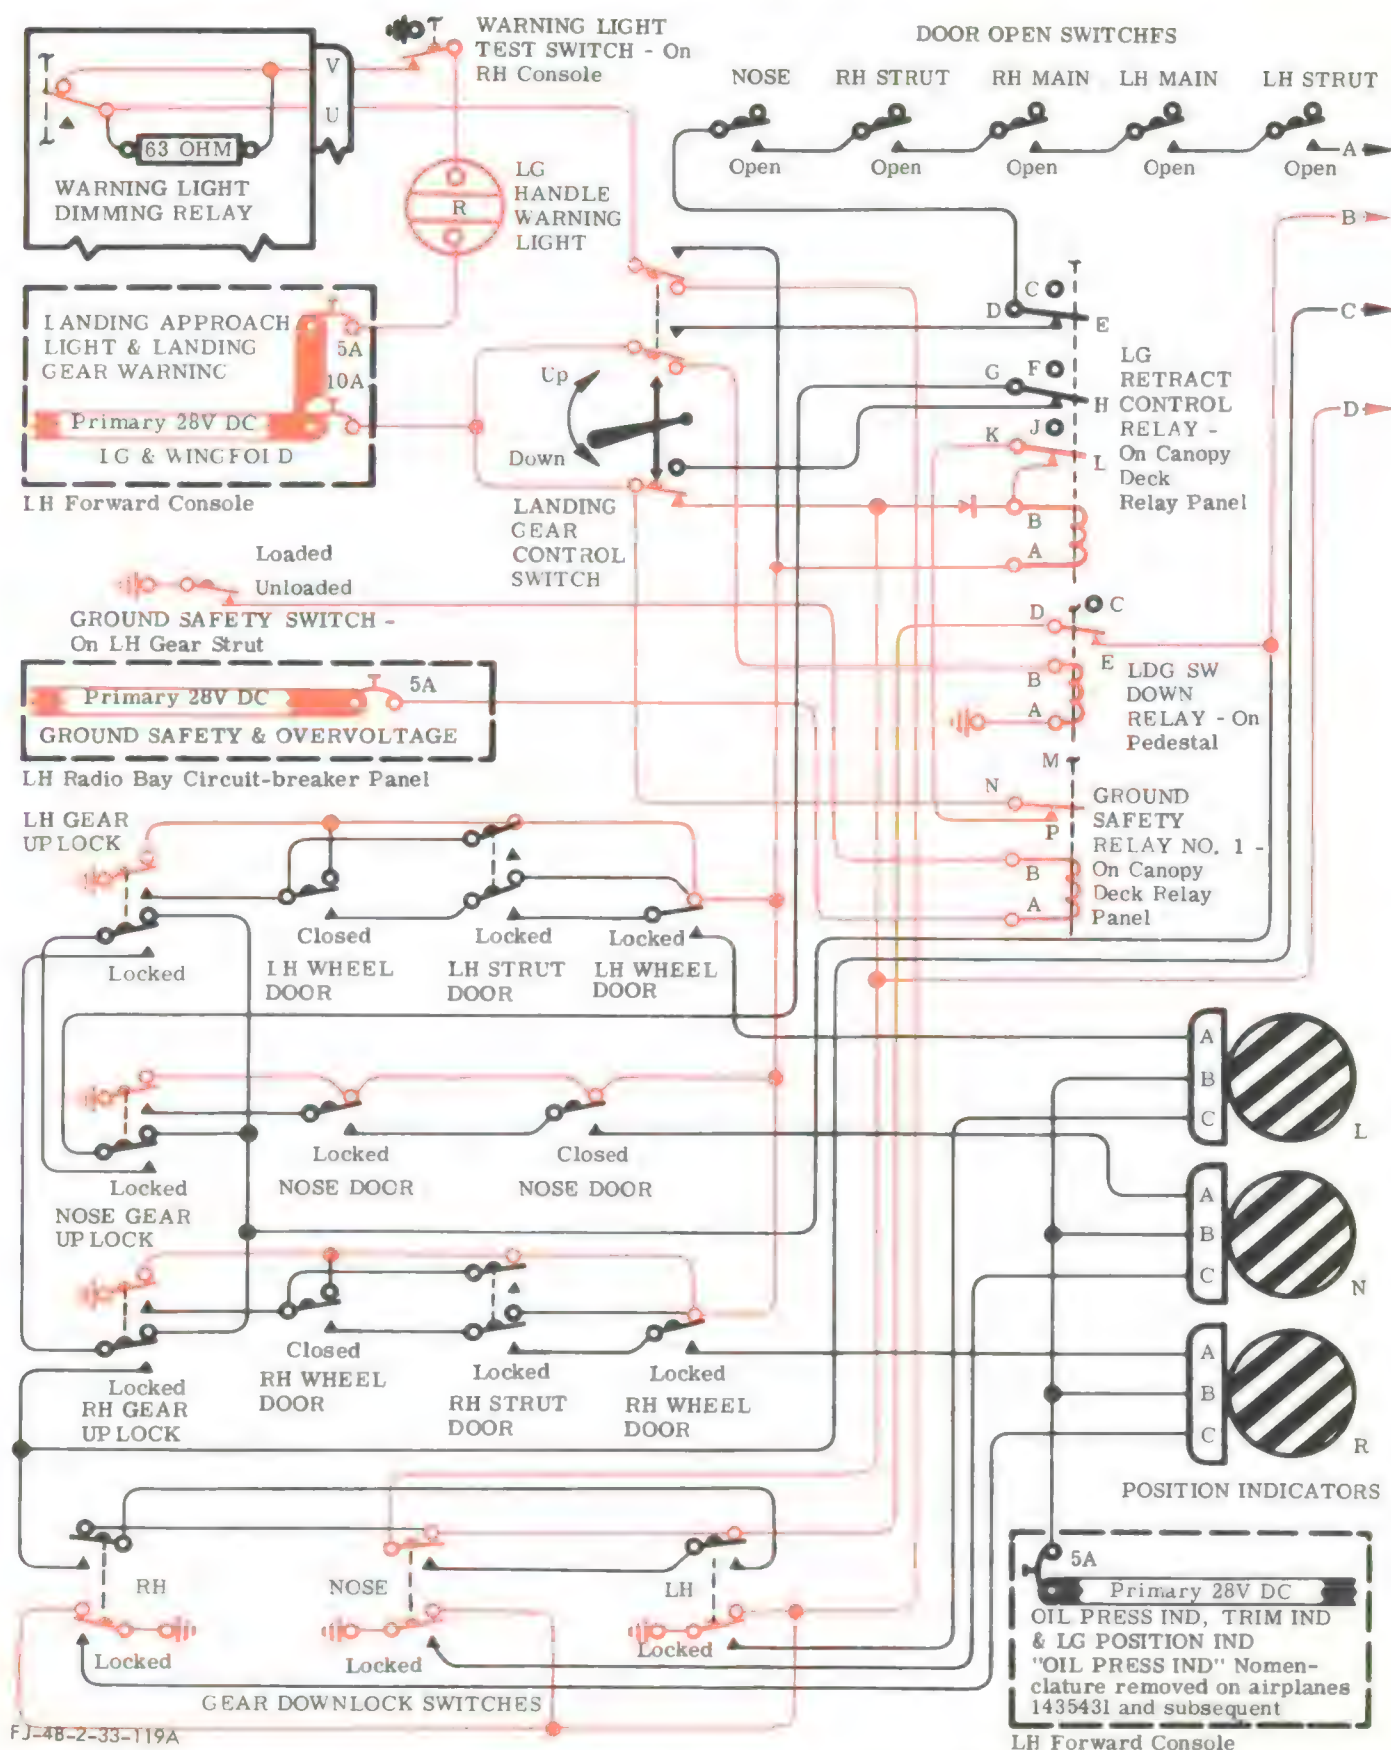 WARNING LIGHT
TEST SWITCH - On
RH Console
DOOR OPEN SWITCHFS
NOSE
RH STRUT
RH MAIN
LH MAIN
LH STRUT
V
U
63 OHM
WARNING LIGHT
DIMMING RELAY
Open
Open
Open
Open
Open
A
B
C
D
LG
HANDLE
WARNING
LIGHT
R
LANDING APPROACH
LIGHT & LANDING
GEAR WARNING
5A
10A
Primary 28V DC
LG & WINGFOLD
LH Forward Console
Up
Down
LANDING
GEAR
CONTROL
SWITCH
C
D
E
F
G
H
J
K
L
B
A
LG
RETRACT
CONTROL
RELAY -
On Canopy
Deck
Relay Panel
Loaded
Unloaded
GROUND SAFETY SWITCH -
On LH Gear Strut
Primary 28V DC
5A
GROUND SAFETY & OVERVOLTAGE
LH Radio Bay Circuit-breaker Panel
D
C
E
B
A
LDG SW
DOWN
RELAY - On
Pedestal
M
N
P
B
A
GROUND
SAFETY
RELAY NO. 1 -
On Canopy
Deck Relay
Panel
LH GEAR
UPLOCK
Locked
Closed
LH WHEEL
DOOR
Locked
LH STRUT
DOOR
Locked
LH WHEEL
DOOR
Locked
NOSE GEAR
UPLOCK
Locked
NOSE DOOR
Closed
NOSE DOOR
Locked
RH GEAR
UPLOCK
Closed
RH WHEEL
DOOR
Locked
RH STRUT
DOOR
Locked
RH WHEEL
DOOR
A
B
C
L
A
B
C
N
A
B
C
R
POSITION INDICATORS
RH
NOSE
LH
Locked
Locked
Locked
GEAR DOWNLOCK SWITCHES
5A
Primary 28V DC
OIL PRESS IND, TRIM IND
& LG POSITION IND
"OIL PRESS IND" Nomen-
clature removed on airplanes
1435431 and subsequent
LH Forward Console
FJ-4B-2-33-119A